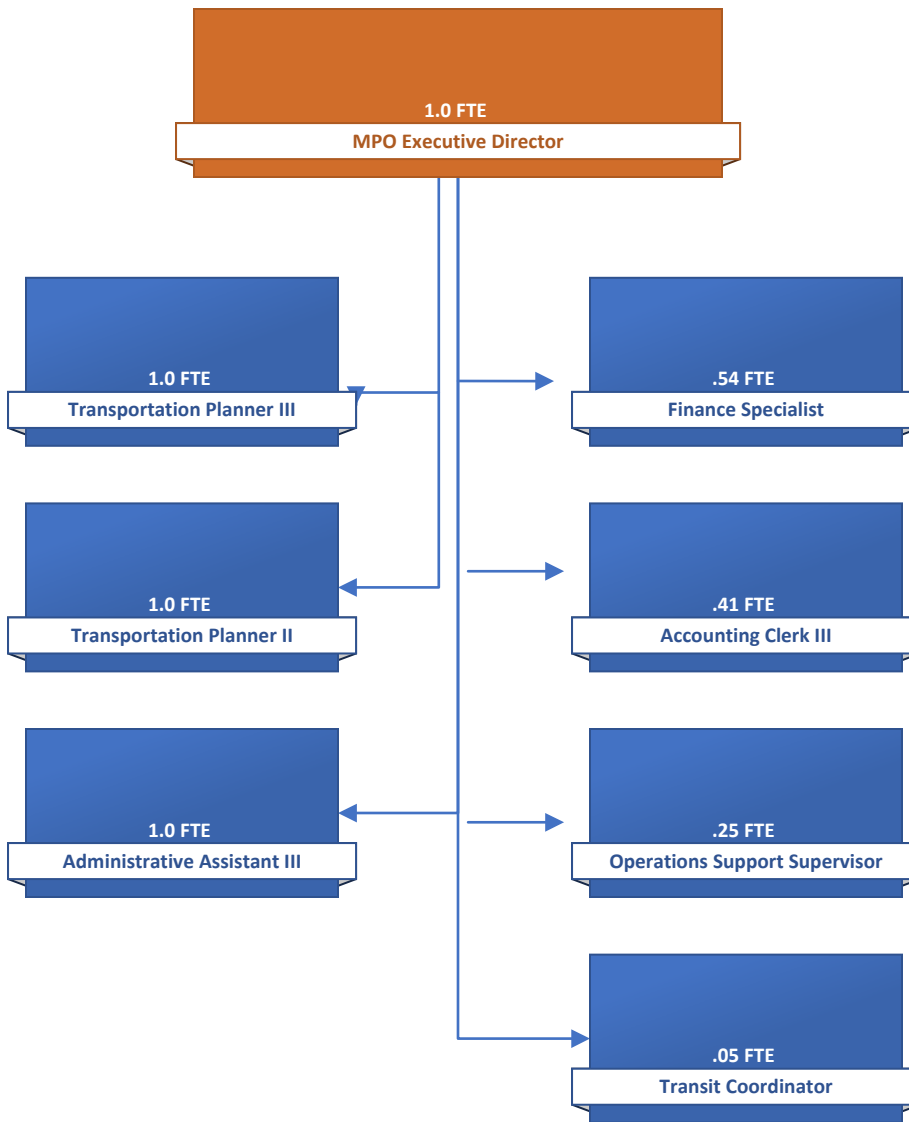 1.0 FTE
MPO Executive Director
1.0 FTE
Transportation Planner III
.54 FTE
Finance Specialist
1.0 FTE
Transportation Planner II
.41 FTE
Accounting Clerk III
1.0 FTE
Administrative Assistant III
.25 FTE
Operations Support Supervisor
.05 FTE
Transit Coordinator